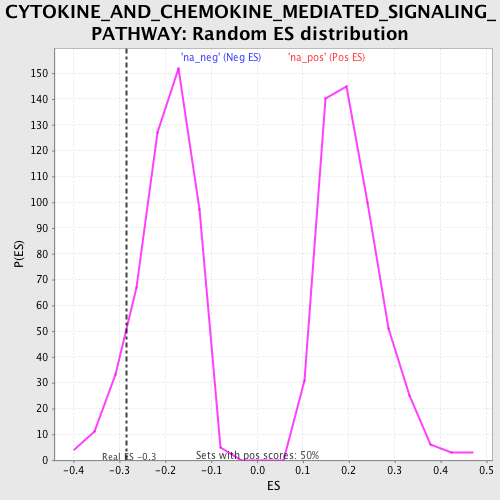 CYTOKINE_AND_CHEMOKINE_MEDIATED_SIGNALING_
PATHWAY: Random ES distribution
'na_neg' (Neg ES) 'na_pos' (Pos ES)
150
140
130
120
110
100
90
80
70
60
50
40
30
20
10
0
P(ES)
Real ES -0.3 Sets with pos scores: 50%
-0.4 -0.3 -0.2 -0.1 0.0 0.1 0.2 0.3 0.4 0.5
ES